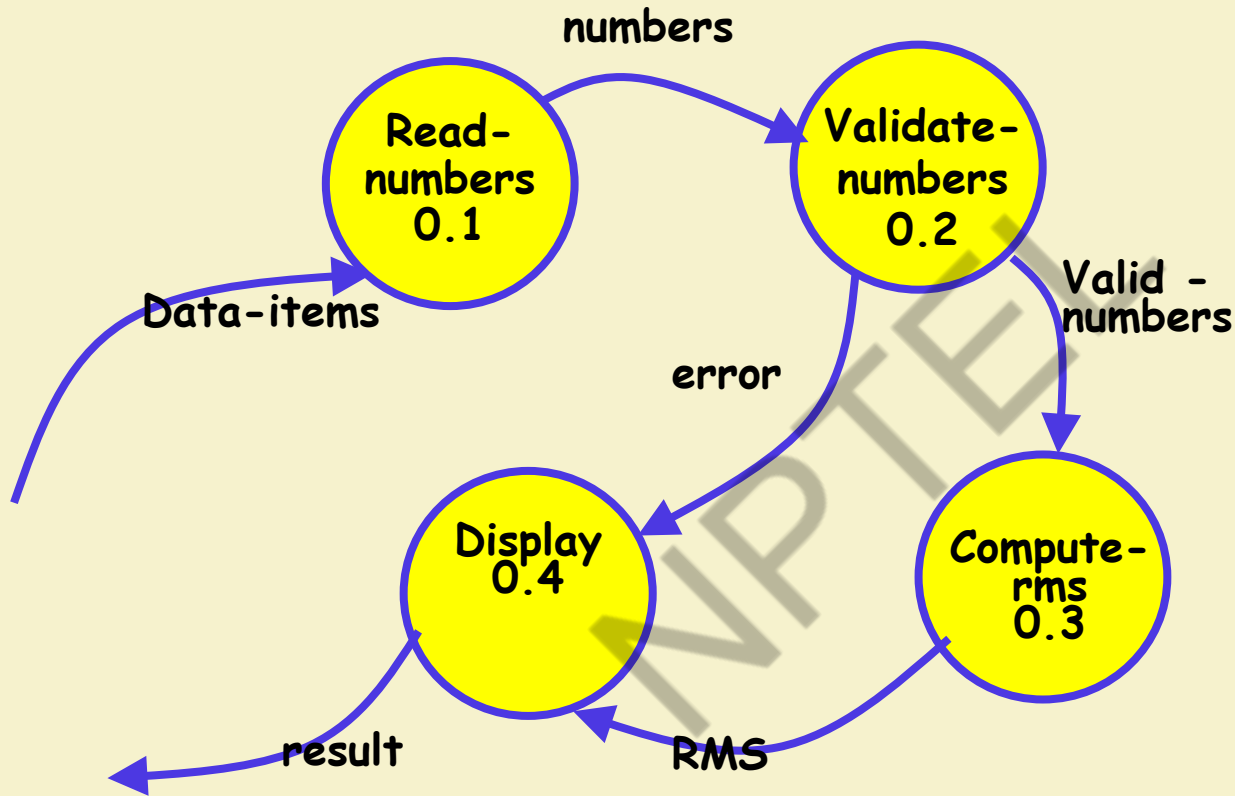 numbers
Read-
numbers
0.1
Validate-
numbers
0.2
Data-items
Valid -
numbers
error
Display
0.4
Compute-
rms
0.3
result
RMS
NPTEL